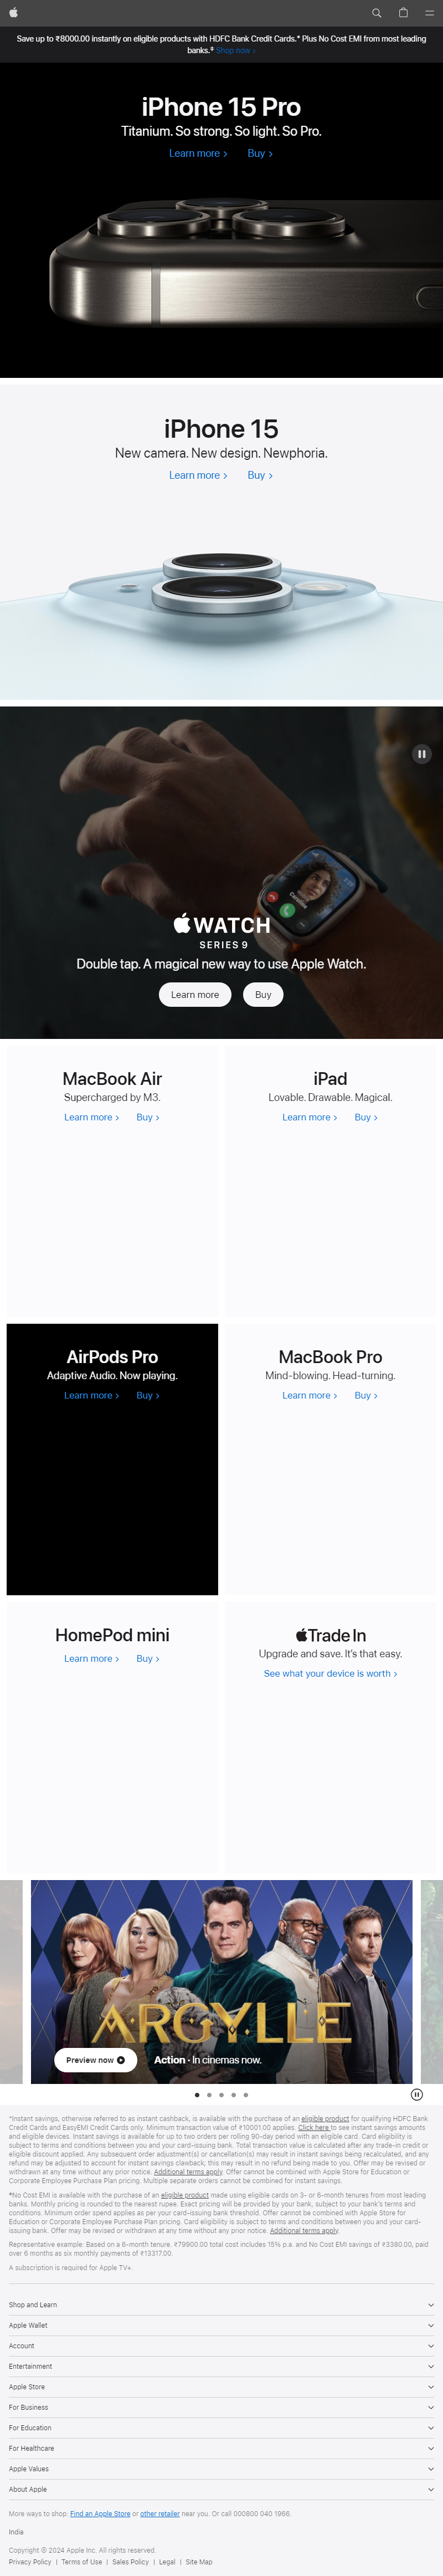 Save up to ₹8000.00 instantly on eligible products with HDFC Bank Credit Cards.* Plus No Cost EMI from most leading
banks.‡ Shop now >
iPhone 15 Pro
Titanium. So strong. So light. So Pro.
Learn more > Buy >
iPhone 15
New camera. New design. Newphoria.
Learn more > Buy >
WATCH
SERIES 9
Double tap. A magical new way to use Apple Watch.
Learn more Buy
MacBook Air
Supercharged by M3.
Learn more > Buy >
iPad
Lovable. Drawable. Magical.
Learn more > Buy >
AirPods Pro
Adaptive Audio. Now playing.
Learn more > Buy >
MacBook Pro
Mind-blowing. Head-turning.
Learn more > Buy >
HomePod mini
Learn more > Buy >
Trade In
Upgrade and save. It's that easy.
See what your device is worth >
ARGYLLE
Preview now
Action · In cinemas now.
*Instant savings, otherwise referred to as instant cashback, is available with the purchase of an eligible product for qualifying HDFC Bank
Credit Cards and EasyEMI Credit Cards only. Minimum transaction value of ₹10001.00 applies. Click here to see instant savings amounts
and eligible devices. Instant savings is available for up to two orders per rolling 90-day period with an eligible card. Card eligibility is
subject to terms and conditions between you and your card-issuing bank. Total transaction value is calculated after any trade-in credit or
eligible discount applied. Any subsequent order adjustment(s) or cancellation(s) may result in instant savings being recalculated, and any
refund may be adjusted to account for instant savings clawback; this may result in no refund being made to you. Offer may be revised or
withdrawn at any time without any prior notice. Additional terms apply. Offer cannot be combined with Apple Store for Education or
Corporate Employee Purchase Plan pricing. Multiple separate orders cannot be combined for instant savings.
‡No Cost EMI is available with the purchase of an eligible product made using eligible cards on 3- or 6-month tenures from most leading
banks. Monthly pricing is rounded to the nearest rupee. Exact pricing will be provided by your bank, subject to your bank's terms and
conditions. Minimum order spend applies as per your card-issuing bank threshold. Offer cannot be combined with Apple Store for
Education or Corporate Employee Purchase Plan pricing. Card eligibility is subject to terms and conditions between you and your card-
issuing bank. Offer may be revised or withdrawn at any time without any prior notice. Additional terms apply.
Representative example: Based on a 6-month tenure. ₹79900.00 total cost includes 15% p.a. and No Cost EMI savings of ₹3380.00, paid
over 6 months as six monthly payments of ₹13317.00.
A subscription is required for Apple TV+.
Shop and Learn
Apple Wallet
Account
Entertainment
Apple Store
For Business
For Education
For Healthcare
Apple Values
About Apple
More ways to shop: Find an Apple Store or other retailer near you. Or call 000800 040 1966.
India
Copyright © 2024 Apple Inc. All rights reserved.
Privacy Policy | Terms of Use | Sales Policy | Legal | Site Map